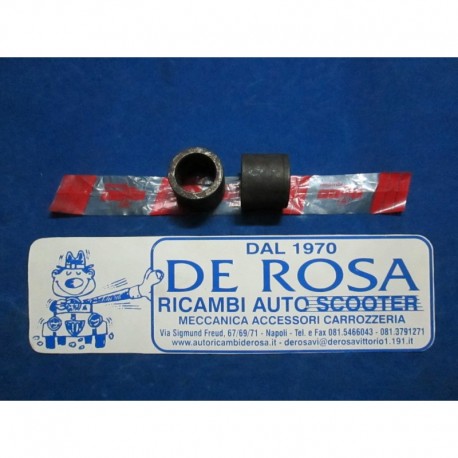 DAL 1970
DE ROSA
RICAMBI AUTO SCOOTER
MECCANICA ACCESSORI CARROZZERIA
Via Sigmund Freud, 67/69/71 - Napoli - Tel. e Fax 081.5466043 - 081.3791271
www.autoricambiderosa.it - derosavi@derosavittorio1.191.it